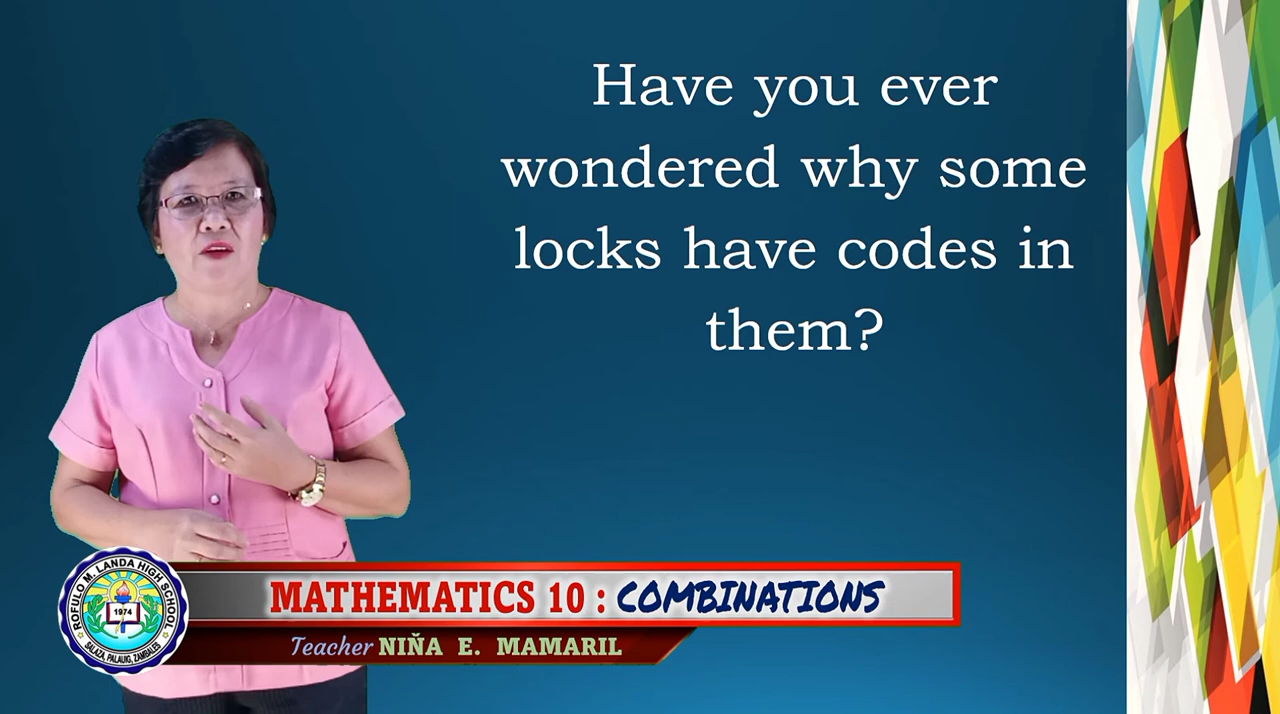 Have you ever
wondered why some
locks have codes in
them?
MATHEMATICS 10 : COMBINATIONS
Teacher NIÑA E. MAMARIL
ROFULO M. LANDA HIGH SCHOOL
1974
SALAZA, PALAUIG, ZAMBALES